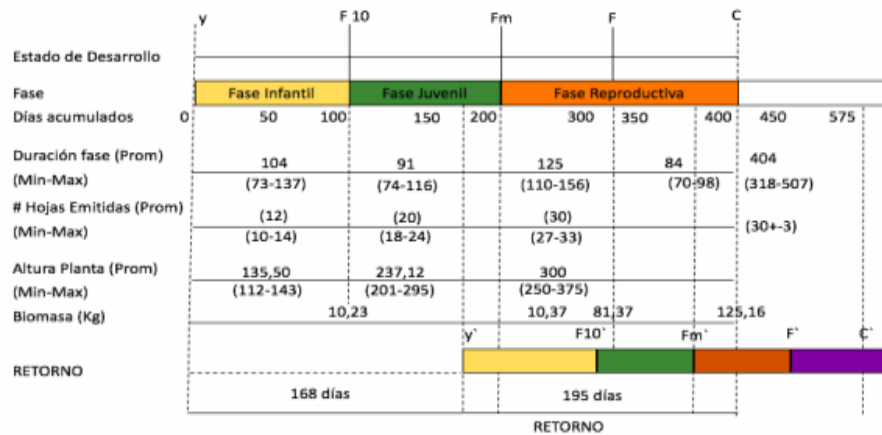 y F 10 Fm F C
Estado de Desarrollo
Fase Fase Infantil Fase Juvenil Fase Reproductiva
Días acumulados 0 50 100 150 200 300 350 400 450 575
Duración fase (Prom) 104 91 125 84 404
(Min-Max) (73-137) (74-116) (110-156) (70-98) (318-507)
# Hojas Emitidas (Prom) (12) (20) (30)
(Min-Max) (10-14) (18-24) (27-33) (30+-3)
Altura Planta (Prom) 135,50 237,12 300
(Min-Max) (112-143) (201-295) (250-375)
Biomasa (Kg) 10,23 10,37 81,37 125,16
y` F10` Fm` F` C`
RETORNO
168 días 195 días
RETORNO